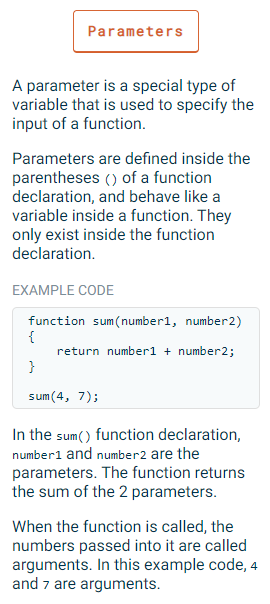 Parameters
A parameter is a special type of
variable that is used to specify the
input of a function.
Parameters are defined inside the
parentheses () of a function
declaration, and behave like a
variable inside a function. They
only exist inside the function
declaration.
EXAMPLE CODE
function sum(number1, number2)
{
    return number1 + number2;
}
sum(4, 7);
In the sum() function declaration,
number1 and number2 are the
parameters. The function returns
the sum of the 2 parameters.
When the function is called, the
numbers passed into it are called
arguments. In this example code, 4
and 7 are arguments.